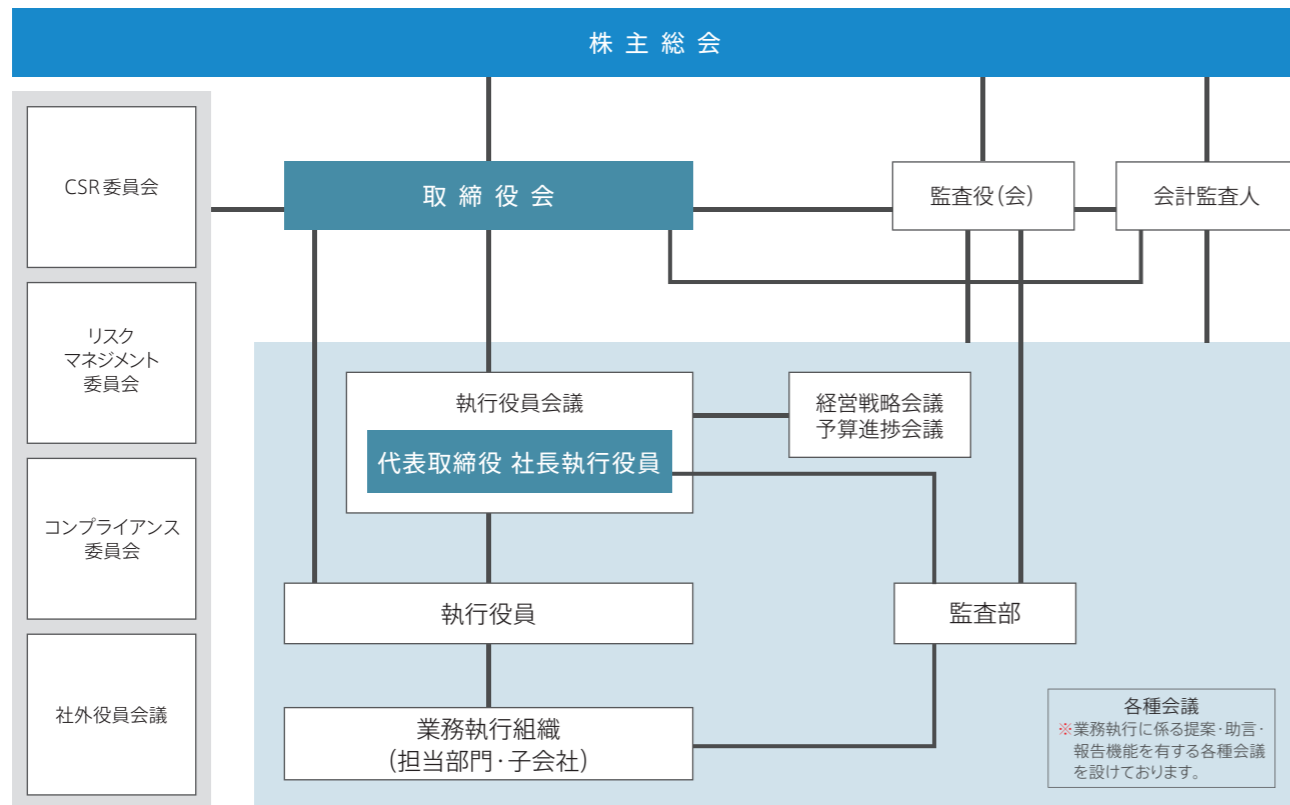 株主総会
CSR委員会
リスク
マネジメント
委員会
コンプライアンス
委員会
社外役員会議
取締役会
監査役(会)
会計監査人
執行役員会議
代表取締役 社長執行役員
経営戦略会議
予算進捗会議
執行役員
監査部
業務執行組織
(担当部門·子会社)
各種会議
※業務執行に係る提案·助言·
報告機能を有する各種会議
を設けております。